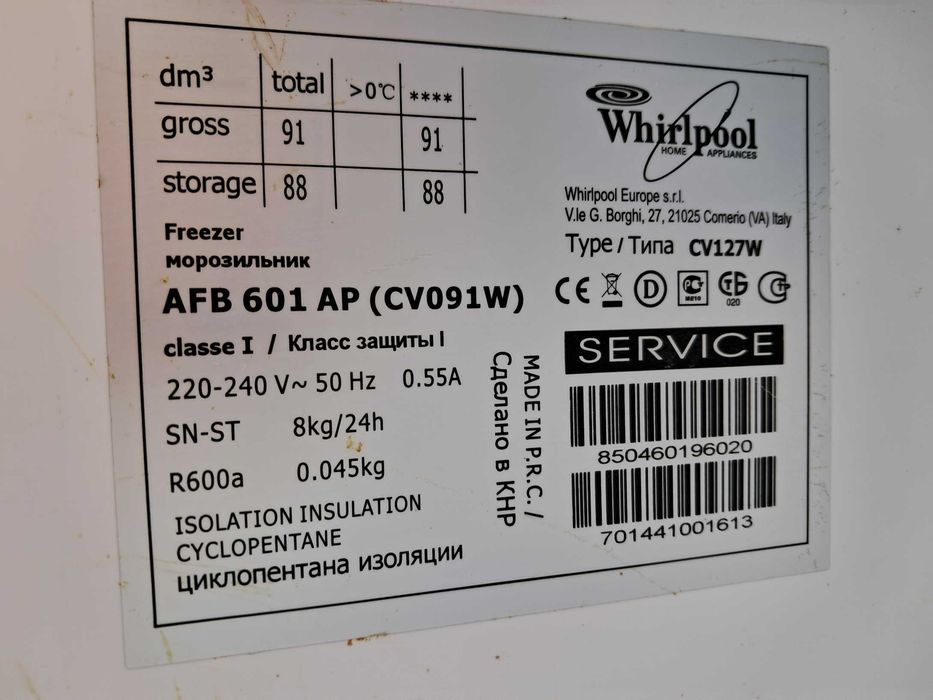 dm³ total >0°C ****
gross 91 91
storage 88 88
Freezer
морозильник
AFB 601 AP (CV091W)
classe I / Класс защиты I
220-240 V~ 50 Hz 0.55A
SN-ST 8kg/24h
R600a 0.045kg
ISOLATION INSULATION
CYCLOPENTANE
циклопентана изоляции
MADE IN P.R.C. /
Сделано в КНР
Whirlpool
HOME APPLIANCES
Whirlpool Europe s.r.l.
V.le G. Borghi, 27, 21025 Comerio (VA) Italy
Type / Типа CV127W
CE D
020
SERVICE
850460196020
701441001613